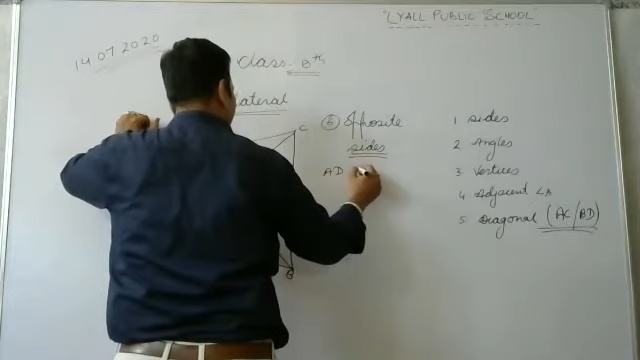 "LYALL PUBLIC SCHOOL"
14.07.2020
Class - 8th
lateral
C
B
6 Opposite
sides
AD
1 sides
2 Angles
3 Vertices
4 Adjacent ∠s
5 Diagonal (AC/BD)